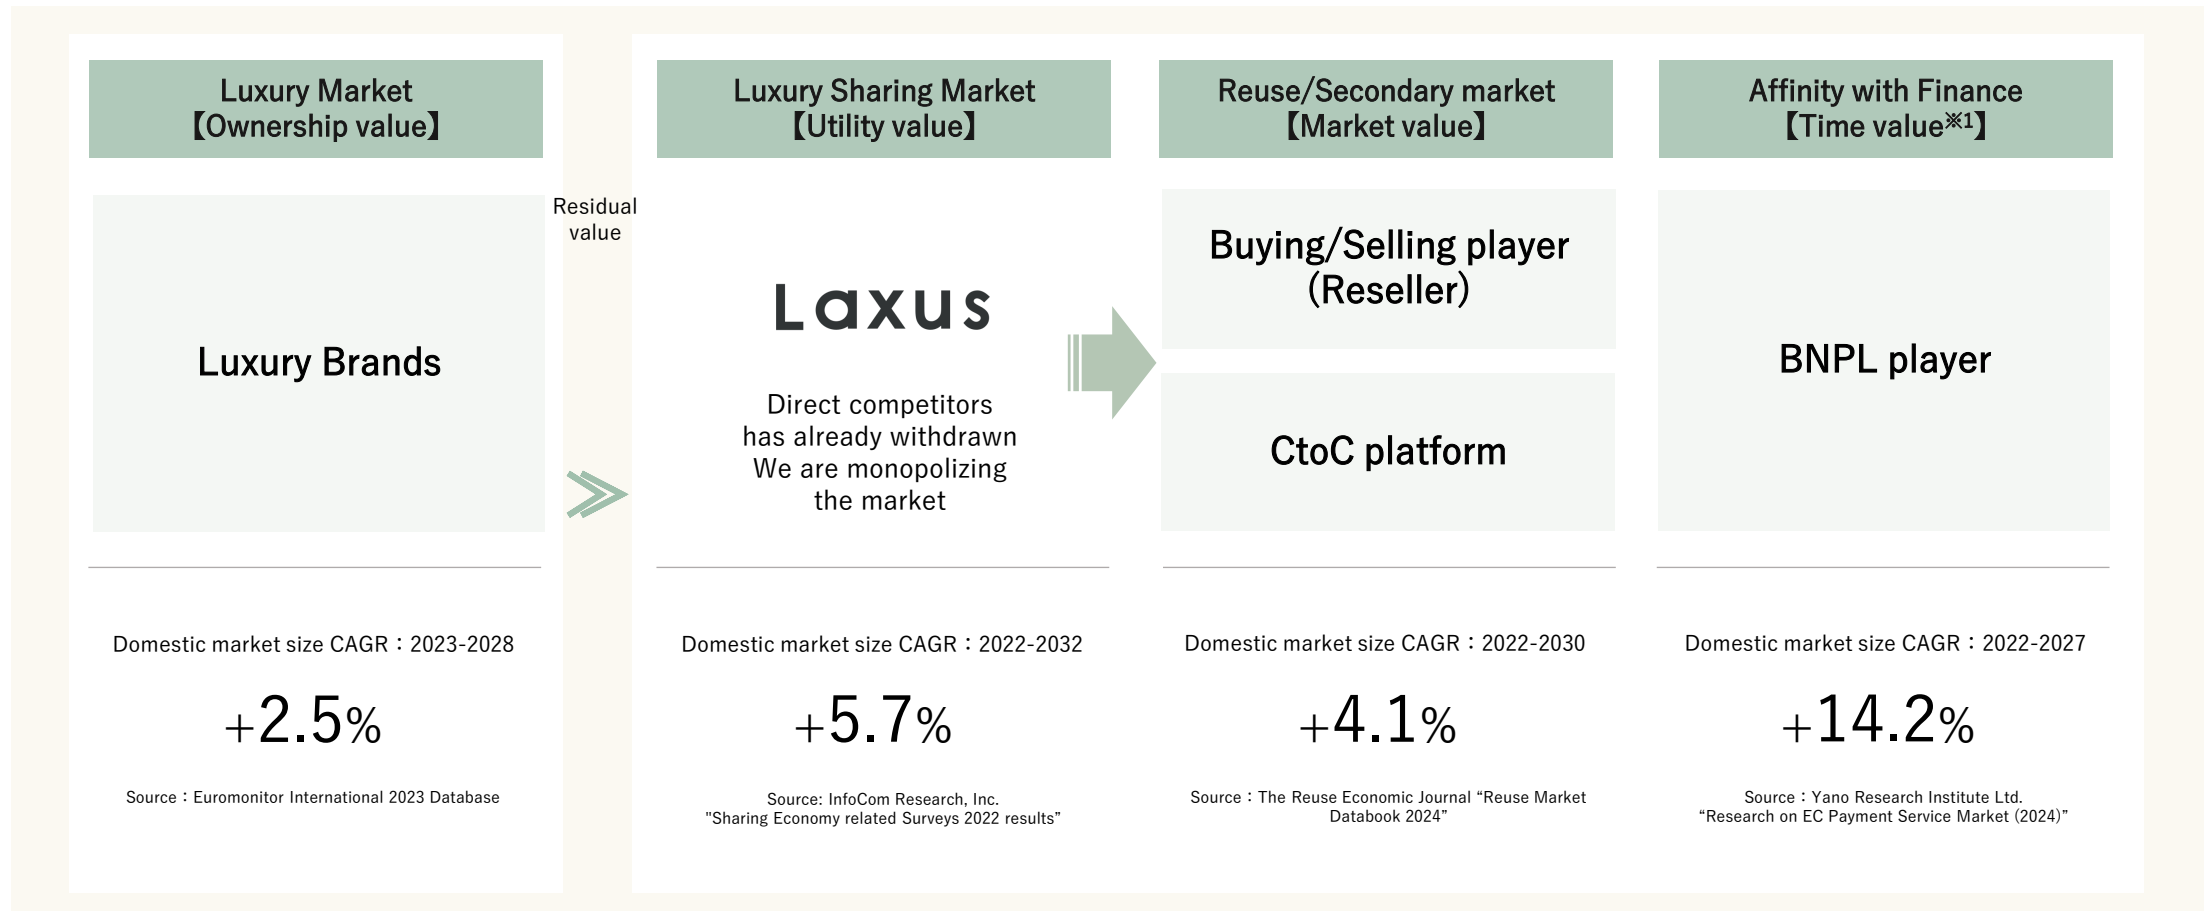 Luxury Market
【Ownership value】
Luxury Brands
Domestic market size CAGR：2023-2028
+2.5%
Source：Euromonitor International 2023 Database
Residual
value
Luxury Sharing Market
【Utility value】
Laxus
Direct competitors
has already withdrawn
We are monopolizing
the market
Domestic market size CAGR：2022-2032
+5.7%
Source: InfoCom Research, Inc.
"Sharing Economy related Surveys 2022 results”
Reuse/Secondary market
【Market value】
Buying/Selling player
(Reseller)
CtoC platform
Domestic market size CAGR：2022-2030
+4.1%
Source：The Reuse Economic Journal “Reuse Market
Databook 2024”
Affinity with Finance
【Time value※1】
BNPL player
Domestic market size CAGR：2022-2027
+14.2%
Source：Yano Research Institute Ltd.
“Research on EC Payment Service Market (2024)”